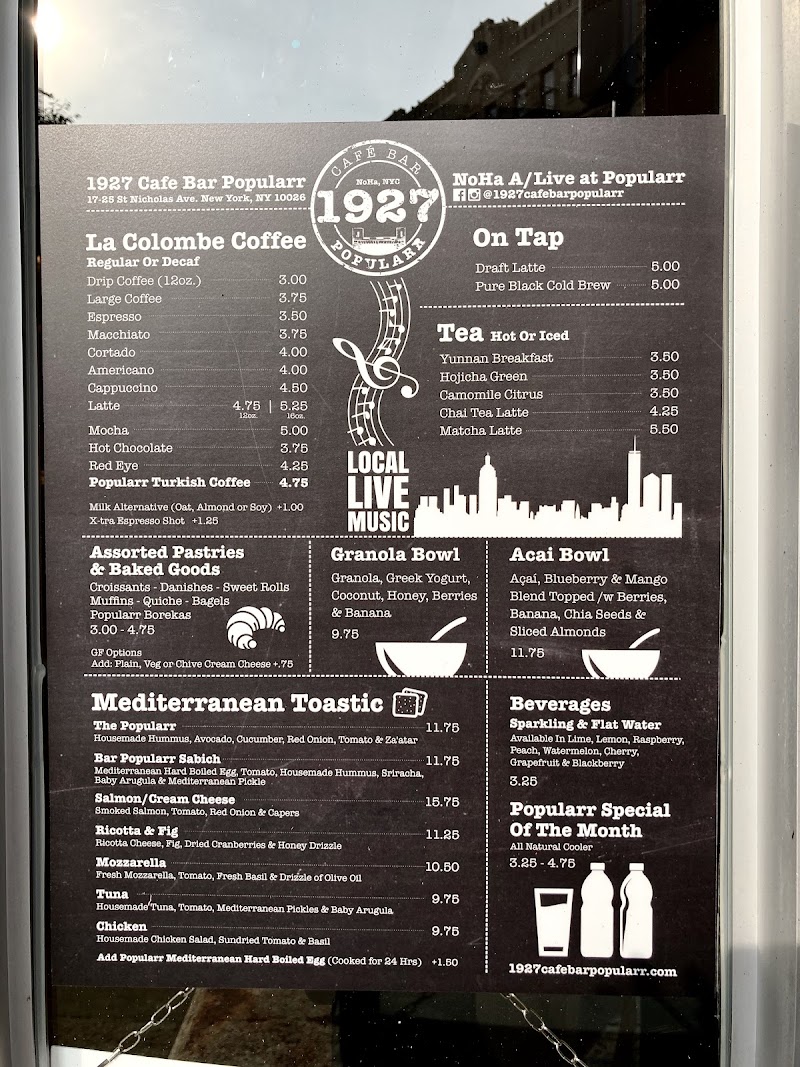 1927 Cafe Bar Popularr
17-25 St Nicholas Ave. New York, NY 10026
CAFÉ BAR
NoHa, NYC
1927
POPULARR
NoHa A/Live at Popularr
@1927cafebarpopularr
La Colombe Coffee
Regular Or Decaf
Drip Coffee (12oz.) 3.00
Large Coffee 3.75
Espresso 3.50
Macchiato 3.75
Cortado 4.00
Americano 4.00
Cappuccino 4.50
Latte 4.75 | 5.25
12oz. 16oz.
Mocha 5.00
Hot Chocolate 3.75
Red Eye 4.25
Popularr Turkish Coffee 4.75
Milk Alternative (Oat, Almond or Soy) +1.00
X-tra Espresso Shot +1.25
LOCAL
LIVE
MUSIC
On Tap
Draft Latte 5.00
Pure Black Cold Brew 5.00
Tea Hot Or Iced
Yunnan Breakfast 3.50
Hojicha Green 3.50
Camomile Citrus 3.50
Chai Tea Latte 4.25
Matcha Latte 5.50
Assorted Pastries
& Baked Goods
Croissants - Danishes - Sweet Rolls
Muffins - Quiche - Bagels
Popularr Borekas
3.00 - 4.75
GF Options
Add: Plain, Veg or Chive Cream Cheese +.75
Granola Bowl
Granola, Greek Yogurt,
Coconut, Honey, Berries
& Banana
9.75
Acai Bowl
Açaí, Blueberry & Mango
Blend Topped /w Berries,
Banana, Chia Seeds &
Sliced Almonds
11.75
Mediterranean Toastic
The Popularr 11.75
Housemade Hummus, Avocado, Cucumber, Red Onion, Tomato & Za'atar
Bar Popularr Sabich 11.75
Mediterranean Hard Boiled Egg, Tomato, Housemade Hummus, Sriracha,
Baby Arugula & Mediterranean Pickle
Salmon/Cream Cheese 15.75
Smoked Salmon, Tomato, Red Onion & Capers
Ricotta & Fig 11.25
Ricotta Cheese, Fig, Dried Cranberries & Honey Drizzle
Mozzarella 10.50
Fresh Mozzarella, Tomato, Fresh Basil & Drizzle of Olive Oil
Tuna 9.75
Housemade Tuna, Tomato, Mediterranean Pickles & Baby Arugula
Chicken 9.75
Housemade Chicken Salad, Sundried Tomato & Basil
Add Popularr Mediterranean Hard Boiled Egg (Cooked for 24 Hrs) +1.50
Beverages
Sparkling & Flat Water
Available In Lime, Lemon, Raspberry,
Peach, Watermelon, Cherry,
Grapefruit & Blackberry
3.25
Popularr Special
Of The Month
All Natural Cooler
3.25 - 4.75
1927cafebarpopularr.com